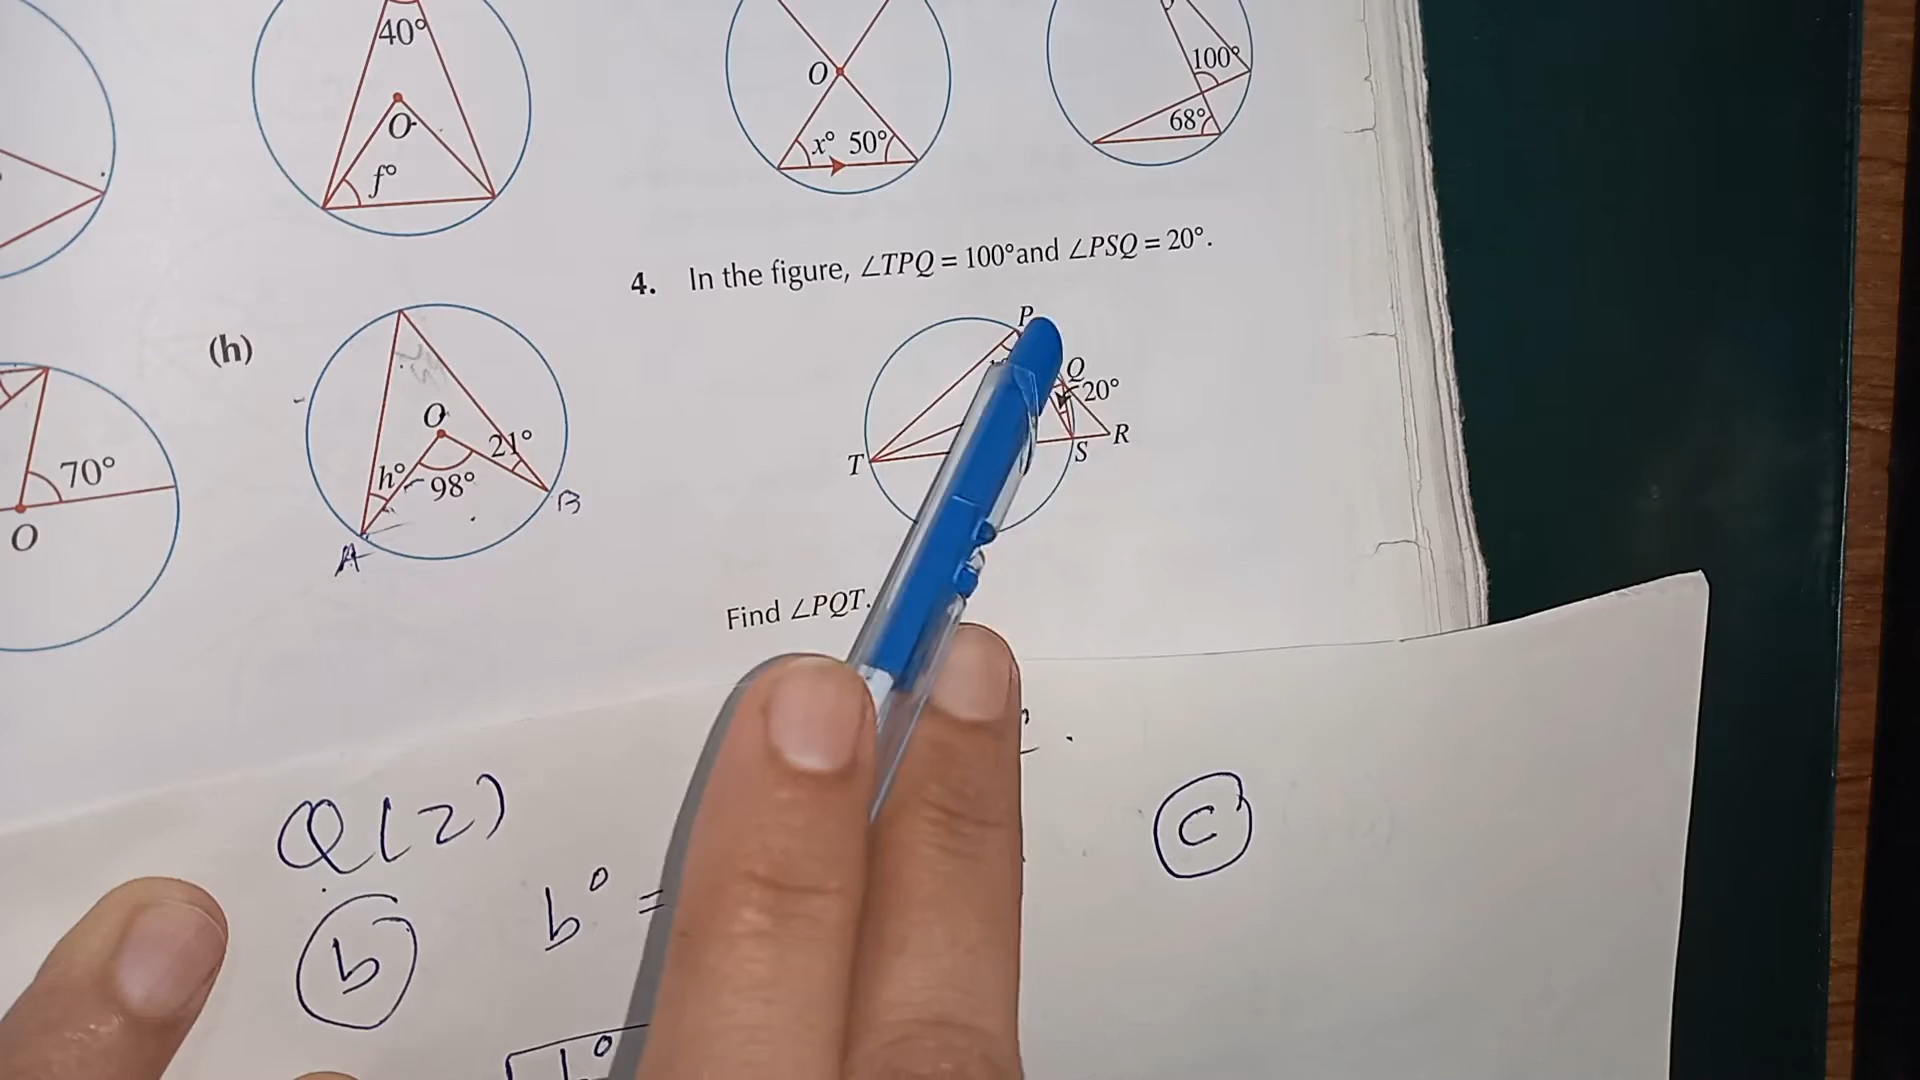 40°
O
f°
O
x° 50°
100°
68°
4. In the figure, ∠TPQ = 100° and ∠PSQ = 20°.
P
Q
20°
R
S
T
Find ∠PQT.
(h)
O
21°
h°
98°
A
B
70°
O
Q(2)
b
b° =
c
b°